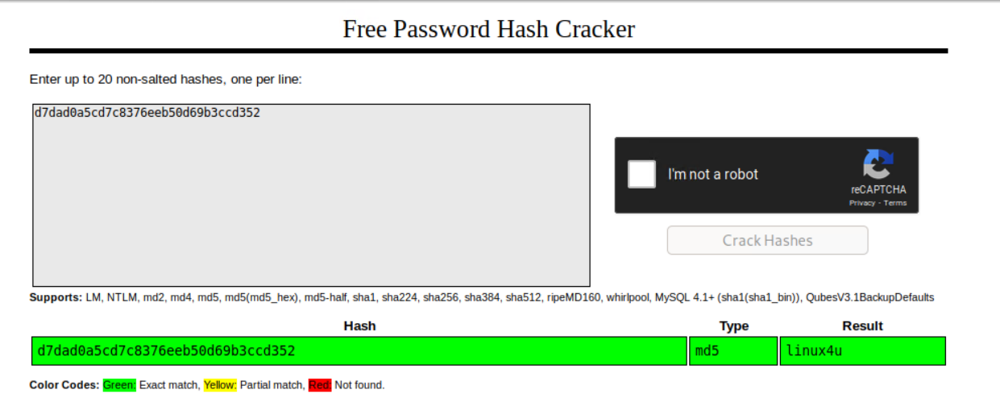 Free Password Hash Cracker
Enter up to 20 non-salted hashes, one per line:
d7dad0a5cd7c8376eeb50d69b3ccd352
I'm not a robot
reCAPTCHA
Privacy - Terms
Crack Hashes
Supports: LM, NTLM, md2, md4, md5, md5(md5_hex), md5-half, sha1, sha224, sha256, sha384, sha512, ripeMD160, whirlpool, MySQL 4.1+ (sha1(sha1_bin)), QubesV3.1BackupDefaults
Hash Type Result
d7dad0a5cd7c8376eeb50d69b3ccd352 md5 linux4u
Color Codes: Green: Exact match, Yellow: Partial match, Red: Not found.